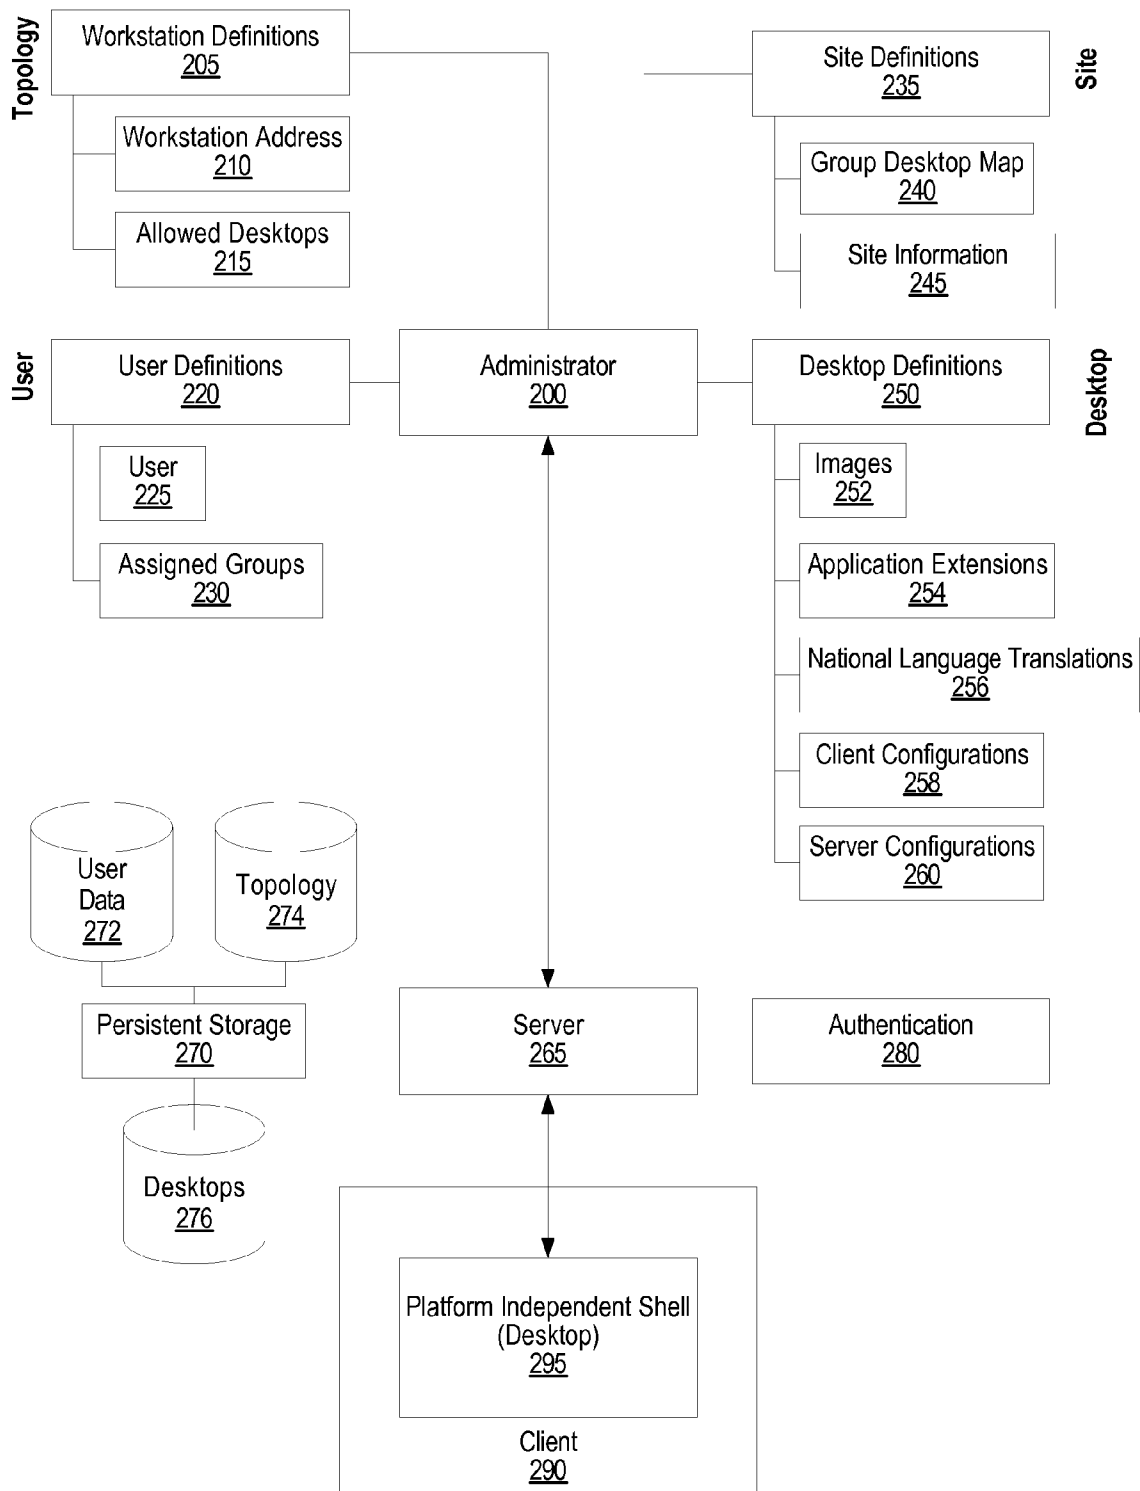 Topology
Workstation Definitions
205
Workstation Address
210
Allowed Desktops
215
Site
Site Definitions
235
Group Desktop Map
240
Site Information
245
User
User Definitions
220
User
225
Assigned Groups
230
Administrator
200
Desktop
Desktop Definitions
250
Images
252
Application Extensions
254
National Language Translations
256
Client Configurations
258
Server Configurations
260
User
Data
272
Topology
274
Persistent Storage
270
Desktops
276
Server
265
Authentication
280
Platform Independent Shell
(Desktop)
295
Client
290